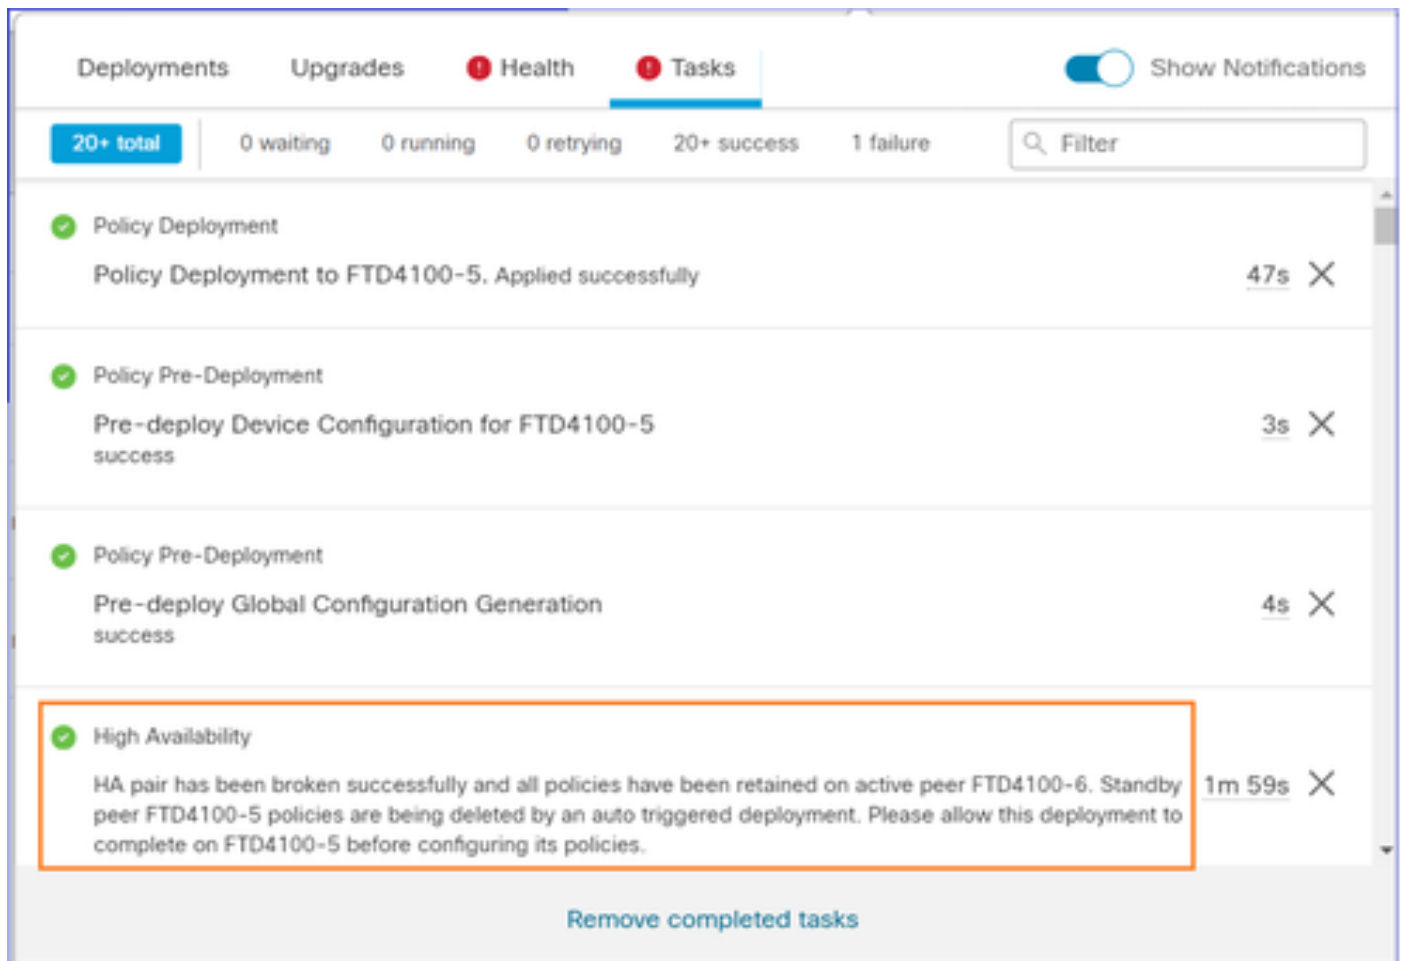 Deployments Upgrades Health Tasks Show Notifications
20+ total 0 waiting 0 running 0 retrying 20+ success 1 failure Filter
Policy Deployment
Policy Deployment to FTD4100-5. Applied successfully 47s
Policy Pre-Deployment
Pre-deploy Device Configuration for FTD4100-5 3s
success
Policy Pre-Deployment
Pre-deploy Global Configuration Generation 4s
success
High Availability
HA pair has been broken successfully and all policies have been retained on active peer FTD4100-6. Standby 1m 59s
peer FTD4100-5 policies are being deleted by an auto triggered deployment. Please allow this deployment to
complete on FTD4100-5 before configuring its policies.
Remove completed tasks